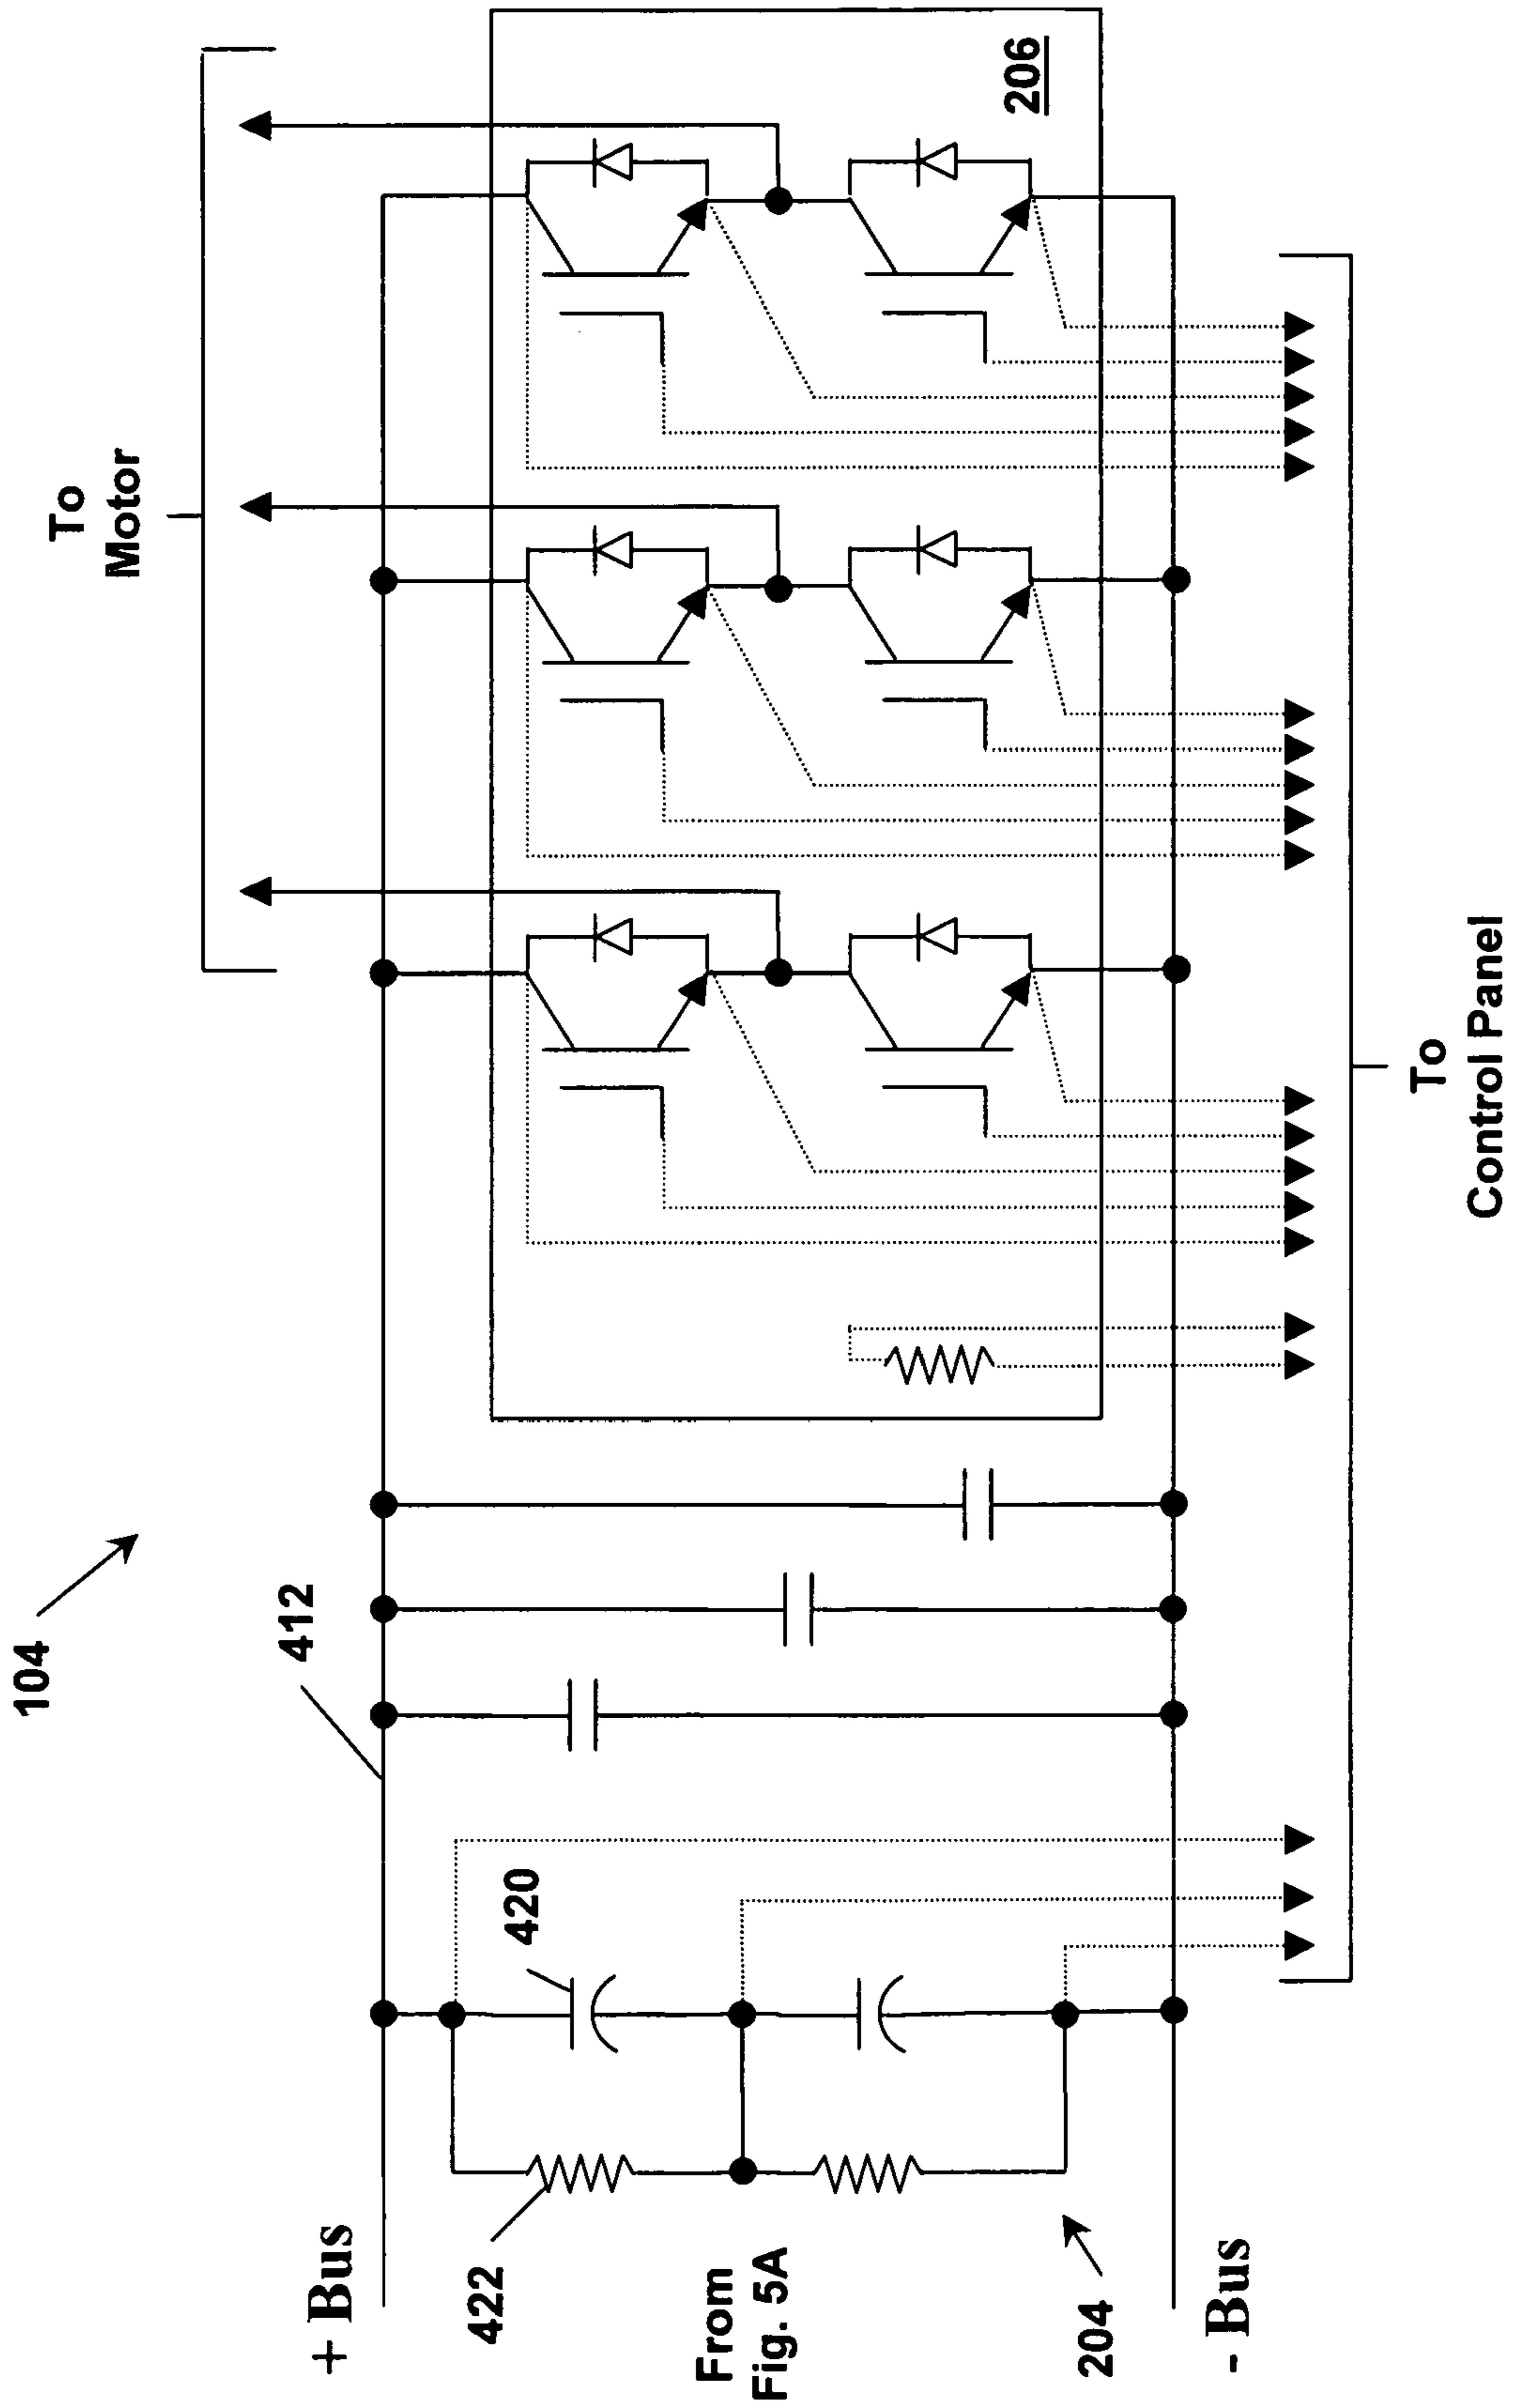 104
412
To
Motor
+ Bus
422
420
From
Fig. 5A
204
- Bus
206
To
Control Panel